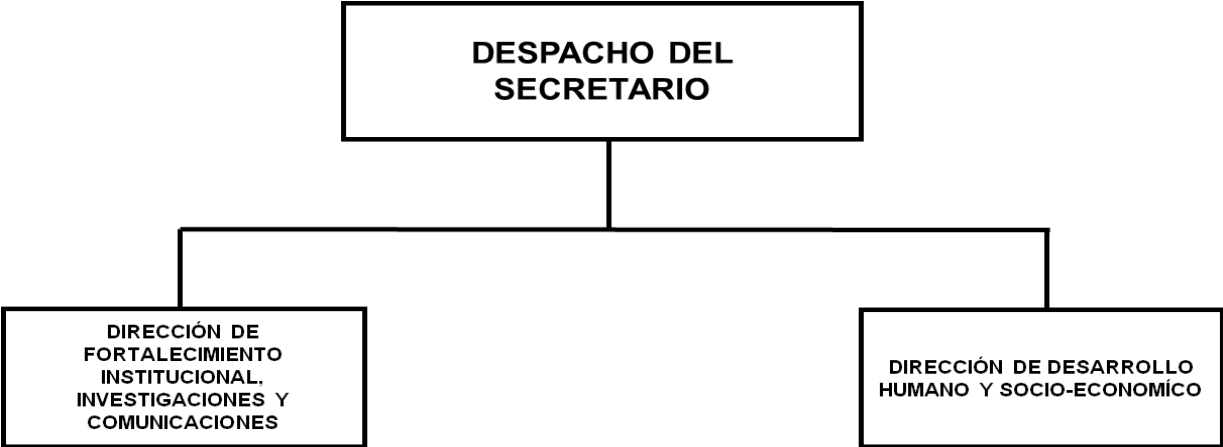 DESPACHO DEL
SECRETARIO
DIRECCIÓN DE
FORTALECIMIENTO
INSTITUCIONAL,
INVESTIGACIONES Y
COMUNICACIONES
DIRECCIÓN DE DESARROLLO
HUMANO Y SOCIO-ECONOMÍCO